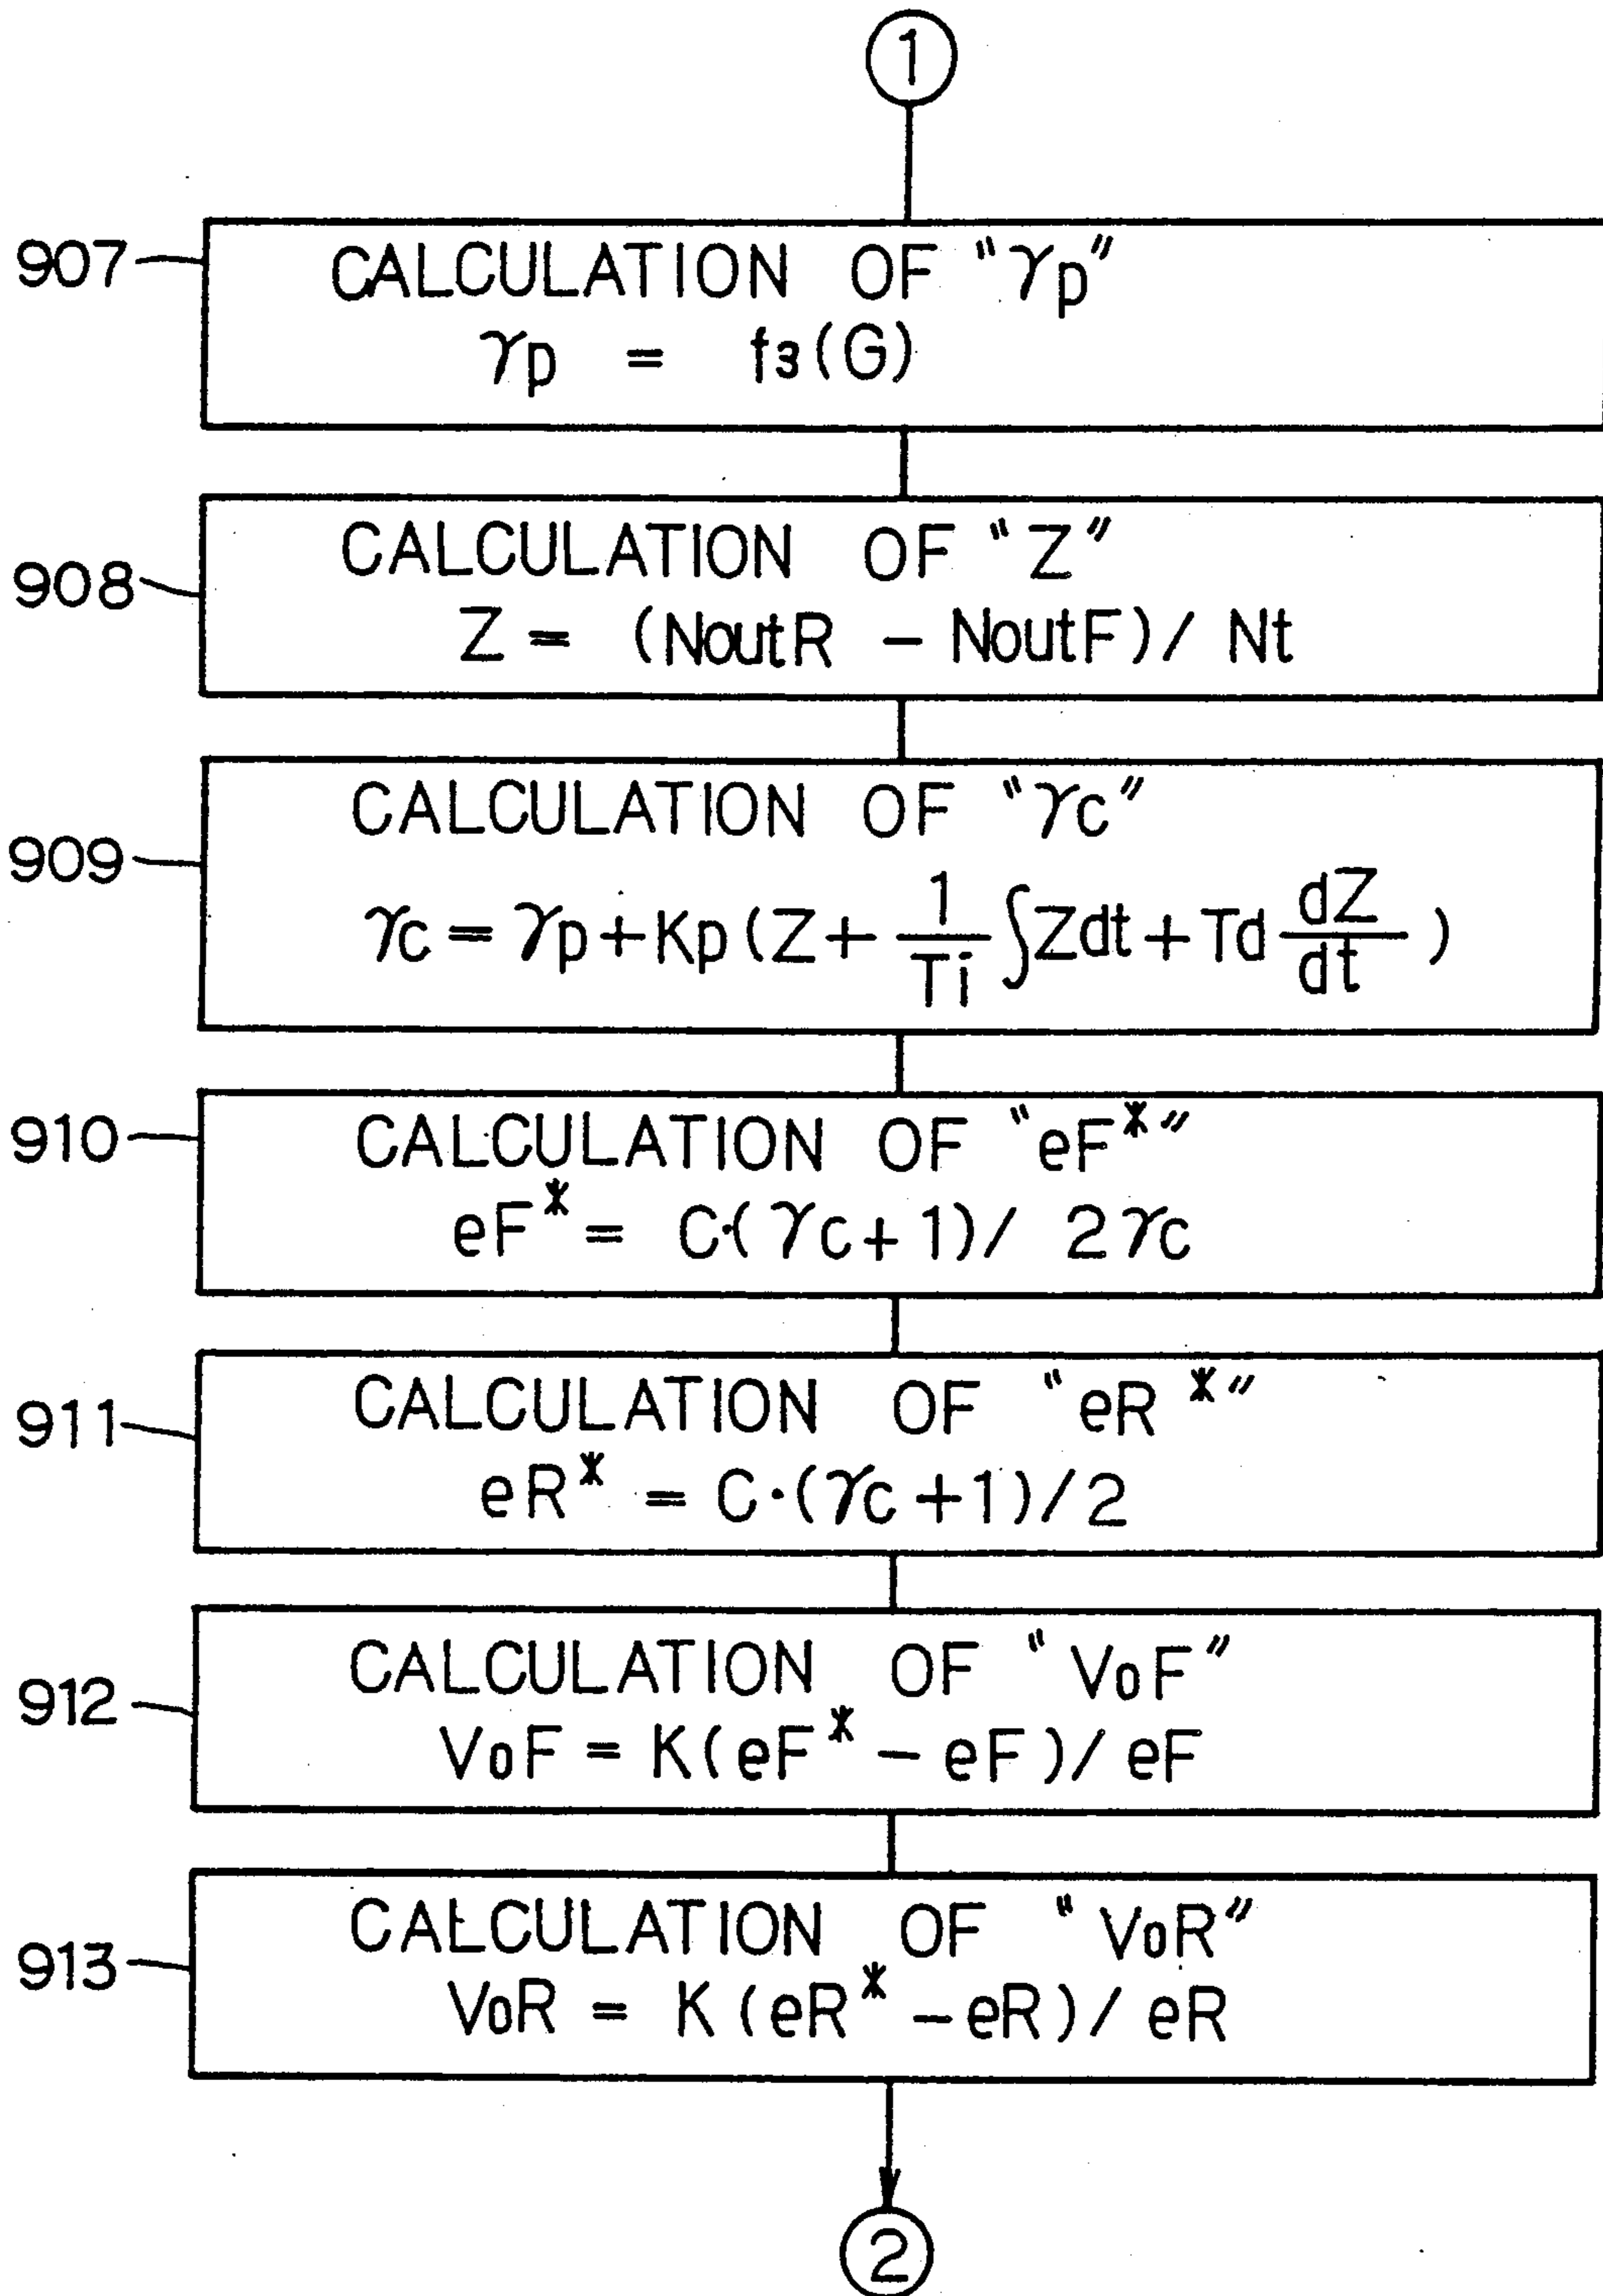 1
907
CALCULATION OF "γp"
γp = f3(G)
908
CALCULATION OF "Z"
Z = (NoutR - NoutF)/ Nt
909
CALCULATION OF "γc"
γc = γp + Kp (Z + 1/Ti ∫Zdt + Td dZ/dt )
910
CALCULATION OF "eF*"
eF* = C·(γc+1)/ 2γc
911
CALCULATION OF "eR*"
eR* = C·(γc+1)/2
912
CALCULATION OF "VoF"
VoF = K(eF* - eF)/ eF
913
CALCULATION OF "VoR"
VoR = K(eR* - eR)/ eR
2